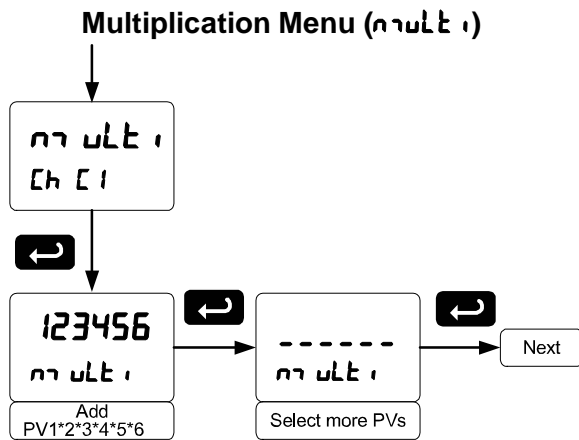 Multiplication Menu (multi)
multi
Ch C1
123456
multi
Add
PV1*2*3*4*5*6
------
multi
Select more PVs
Next